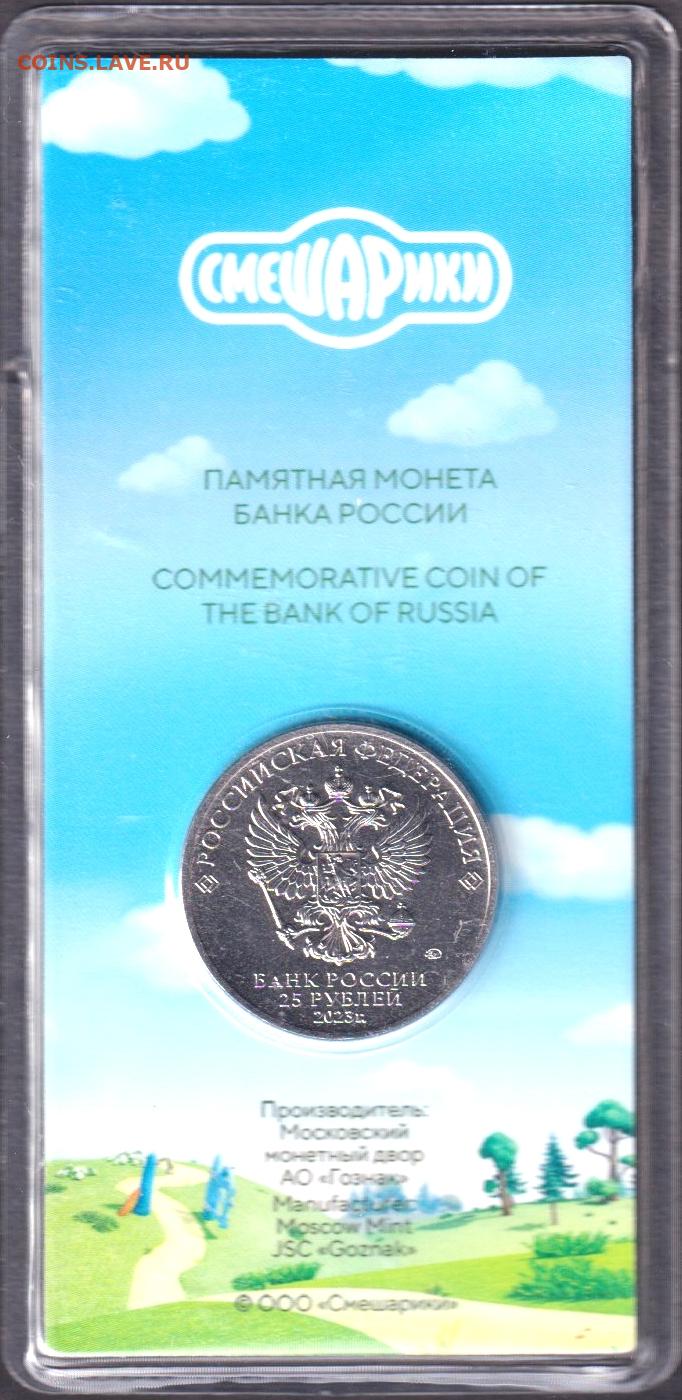 COINS.LAVE.RU
СМЕШАРИКИ
ПАМЯТНАЯ МОНЕТА
БАНКА РОССИИ
COMMEMORATIVE COIN OF
THE BANK OF RUSSIA
РОССИЙСКАЯ ФЕДЕРАЦИЯ
БАНК РОССИИ
25 РУБЛЕЙ
2023 г.
Производитель:
Московский
монетный двор
АО «Гознак»
Manufacturer:
Moscow Mint
JSC «Goznak»
© ООО «Смешарики»